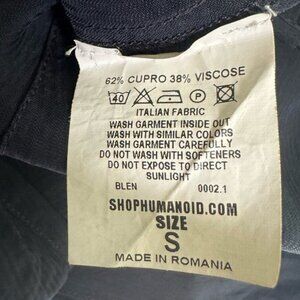 62% CUPRO 38% VISCOSE
40 P
ITALIAN FABRIC
WASH GARMENT INSIDE OUT
WASH WITH SIMILAR COLORS
WASH GARMENT CAREFULLY
DO NOT WASH WITH SOFTENERS
DO NOT EXPOSE TO DIRECT
SUNLIGHT
BLEN 0002.1
SHOPHUMANOID.COM
SIZE
S
MADE IN ROMANIA